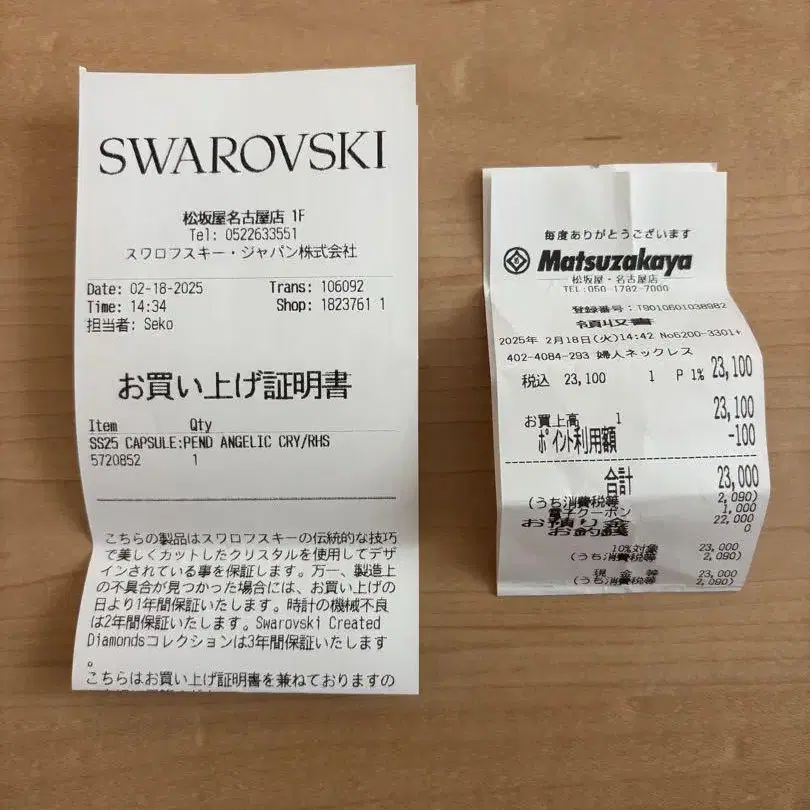 SWAROVSKI
松坂屋名古屋店 1F
Tel: 0522633551
スワロフスキー・ジャパン株式会社
Date: 02-18-2025 Trans: 106092
Time: 14:34 Shop: 1823761 1
担当者: Seko
お買い上げ証明書
Item Qty
SS25 CAPSULE:PEND ANGELIC CRY/RHS
5720852 1
こちらの製品はスワロフスキーの伝統的な技巧
で美しくカットしたクリスタルを使用してデザ
インされている事を保証します。万一、製造上
の不具合が見つかった場合には、お買い上げの
日より1年間保証いたします。時計の機械不良
は2年間保証いたします。Swarovski Created
Diamondsコレクションは3年間保証いたします
。
こちらはお買い上げ証明書を兼ねておりますの
毎度ありがとうございます
Matsuzakaya
松坂屋・名古屋店
TEL:050-1782-7000
登録番号:T9010601038982
領収書
2025年 2月18日(火)14:42 No6200-3301+
402-4084-293 婦人ネックレス
税込 23,100 1 P 1% 23,100
お買上高 1 23,100
ポイント利用額 -100
合計 23,000
(うち消費税等 2,090)
電子クーポン 1,000
お預り金 22,000
お釣銭 0
10%対象 23,000
(うち消費税等 2,090)
現金等 23,000
(うち消費税等 2,090)